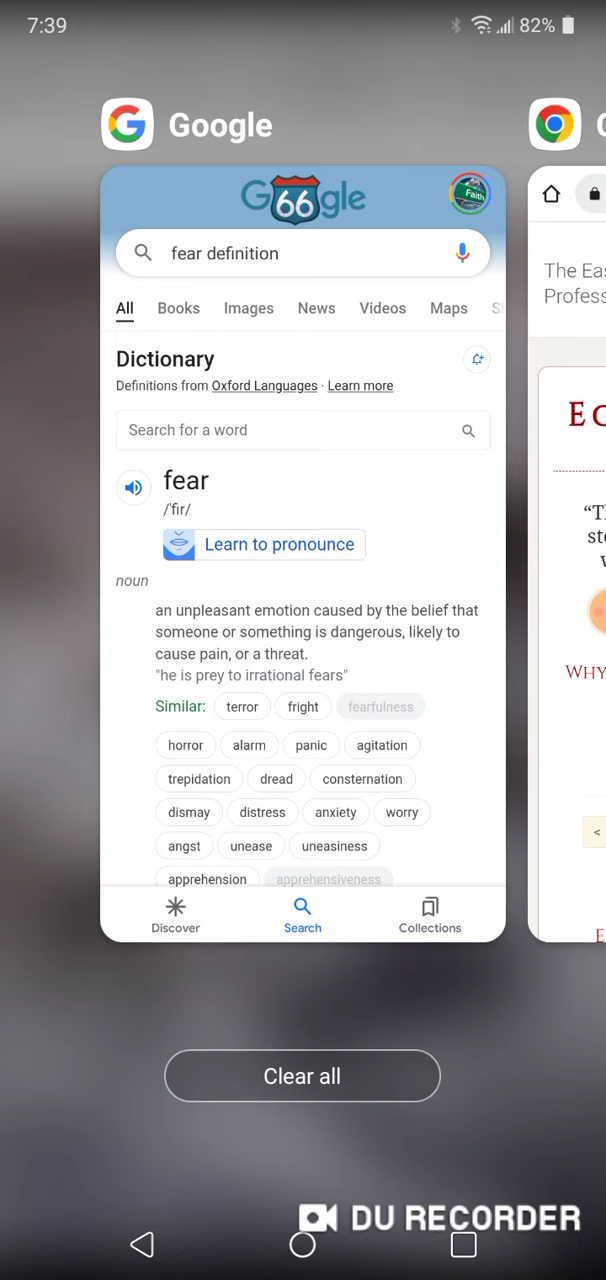 7:39
82%
Google
G66gle
Faith
fear definition
All Books Images News Videos Maps
Dictionary
Definitions from Oxford Languages · Learn more
Search for a word
fear
/ˈfir/
Learn to pronounce
noun
an unpleasant emotion caused by the belief that
someone or something is dangerous, likely to
cause pain, or a threat.
"he is prey to irrational fears"
Similar: terror fright fearfulness
horror alarm panic agitation
trepidation dread consternation
dismay distress anxiety worry
angst unease uneasiness
apprehension apprehensiveness
Discover Search Collections
The Eas
Profess
“Th
WHY
<
E
Clear all
DU RECORDER